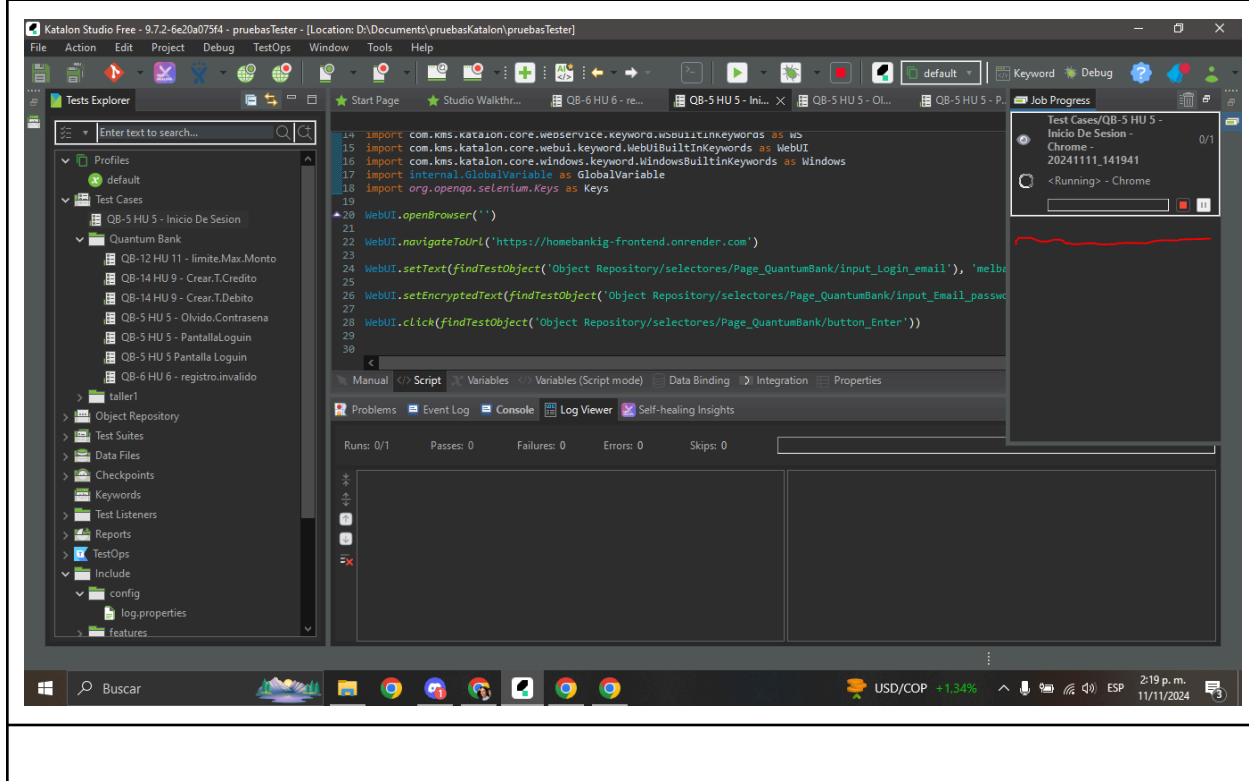 Katalon Studio Free - 9.7.2-6e20a075f4 - pruebasTester - [Location: D:\Documents\pruebasKatalon\pruebasTester]
File Action Edit Project Debug TestOps Window Tools Help
default Keyword Debug
Tests Explorer
Enter text to search...
Profiles
default
Test Cases
QB-5 HU 5 - Inicio De Sesion
Quantum Bank
QB-12 HU 11 - limite.Max.Monto
QB-14 HU 9 - Crear.T.Credito
QB-14 HU 9 - Crear.T.Debito
QB-5 HU 5 - Olvido.Contrasena
QB-5 HU 5 - PantallaLoguin
QB-5 HU 5 Pantalla Loguin
QB-6 HU 6 - registro.invalido
taller1
Object Repository
Test Suites
Data Files
Checkpoints
Keywords
Test Listeners
Reports
TestOps
Include
config
log.properties
features
Start Page Studio Walkthr... QB-6 HU 6 - re... QB-5 HU 5 - Ini... QB-5 HU 5 - Ol... QB-5 HU 5 - P...
14 import com.kms.katalon.core.webservice.keyword.WSBuiltInKeywords as WS
15 import com.kms.katalon.core.webui.keyword.WebUiBuiltInKeywords as WebUI
16 import com.kms.katalon.core.windows.keyword.WindowsBuiltinKeywords as Windows
17 import internal.GlobalVariable as GlobalVariable
18 import org.openqa.selenium.Keys as Keys
19
20 WebUI.openBrowser('')
21
22 WebUI.navigateToUrl('https://homebankig-frontend.onrender.com')
23
24 WebUI.setText(findTestObject('Object Repository/selectores/Page_QuantumBank/input_Login_email'), 'melba
25
26 WebUI.setEncryptedText(findTestObject('Object Repository/selectores/Page_QuantumBank/input_Email_passwo
27
28 WebUI.click(findTestObject('Object Repository/selectores/Page_QuantumBank/button_Enter'))
29
30
Manual Script Variables Variables (Script mode) Data Binding Integration Properties
Problems Event Log Console Log Viewer Self-healing Insights
Runs: 0/1 Passes: 0 Failures: 0 Errors: 0 Skips: 0
Job Progress
Test Cases/QB-5 HU 5 -
Inicio De Sesion -
Chrome -
20241111_141941
0/1
<Running> - Chrome
Buscar
USD/COP +1,34%
ESP
2:19 p. m.
11/11/2024
3